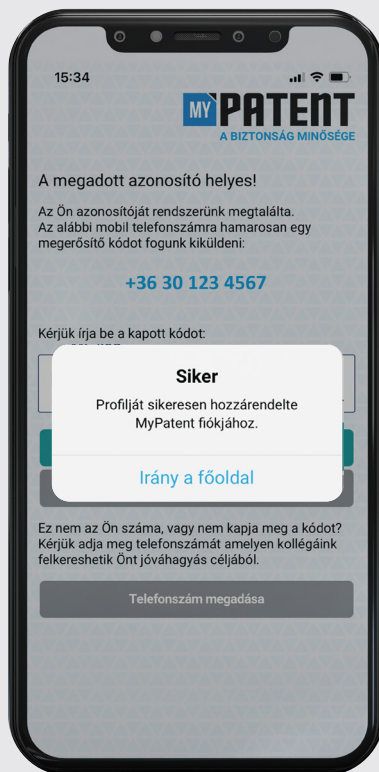 15:34
MY PATENT
A BIZTONSÁG MINŐSÉGE
A megadott azonosító helyes!
Az Ön azonosítóját rendszerünk megtalálta.
Az alábbi mobil telefonszámra hamarosan egy
megerősítő kódot fogunk kiküldeni:
+36 30 123 4567
Kérjük írja be a kapott kódot:
Siker
Profilját sikeresen hozzárendelte
MyPatent fiókjához.
Irány a főoldal
Ez nem az Ön száma, vagy nem kapja meg a kódot?
Kérjük adja meg telefonszámát amelyen kollégáink
felkereshetik Önt jóváhagyás céljából.
Telefonszám megadása